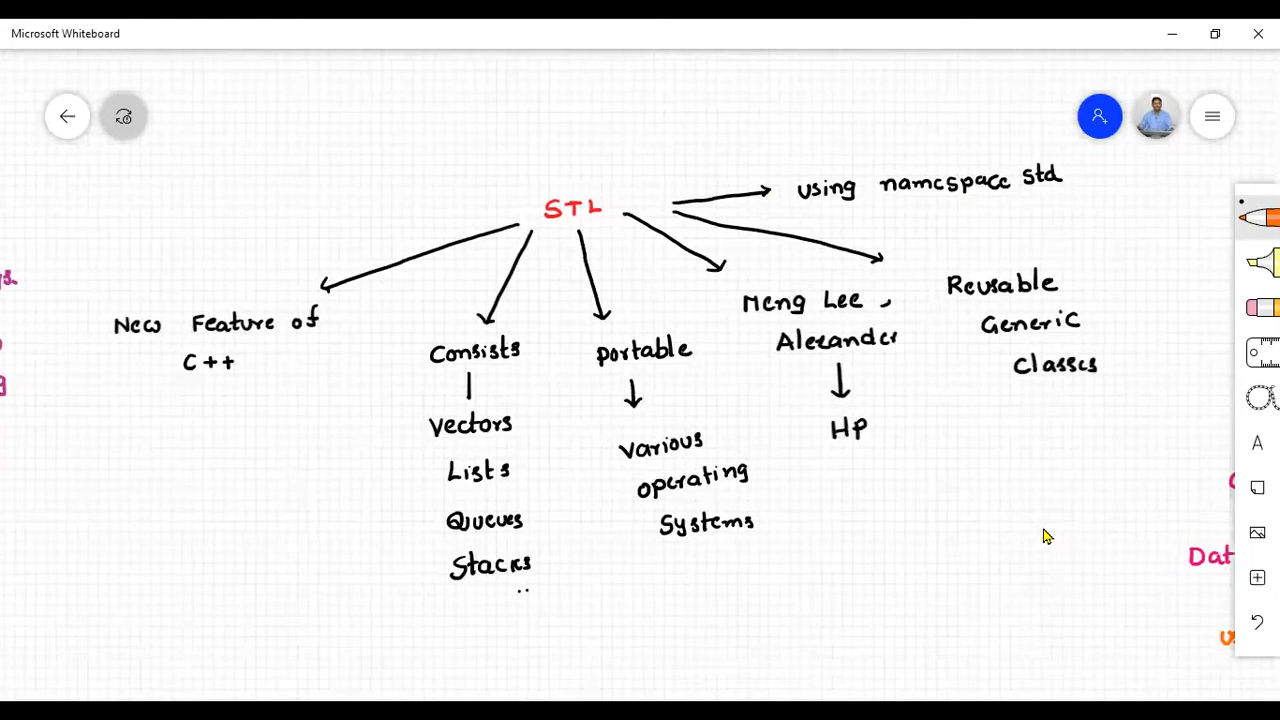 Microsoft Whiteboard
using namespace std
STL
New Feature of
C++
Consists
Vectors
Lists
Queues
Stacks
..
Portable
Various
Operating
Systems
Meng Lee ,
Alexander
HP
Reusable
Generic
Classes
Dat
A